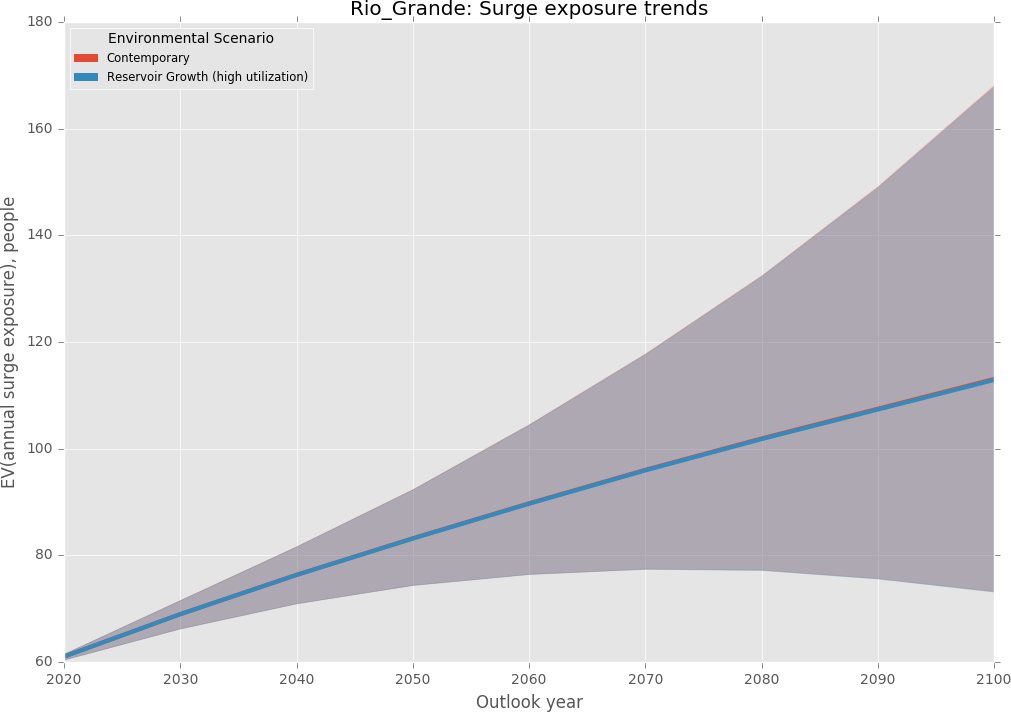 Rio_Grande: Surge exposure trends
Environmental Scenario
Contemporary
Reservoir Growth (high utilization)
EV(annual surge exposure), people
180
160
140
120
100
80
60
2020 2030 2040 2050 2060 2070 2080 2090 2100
Outlook year